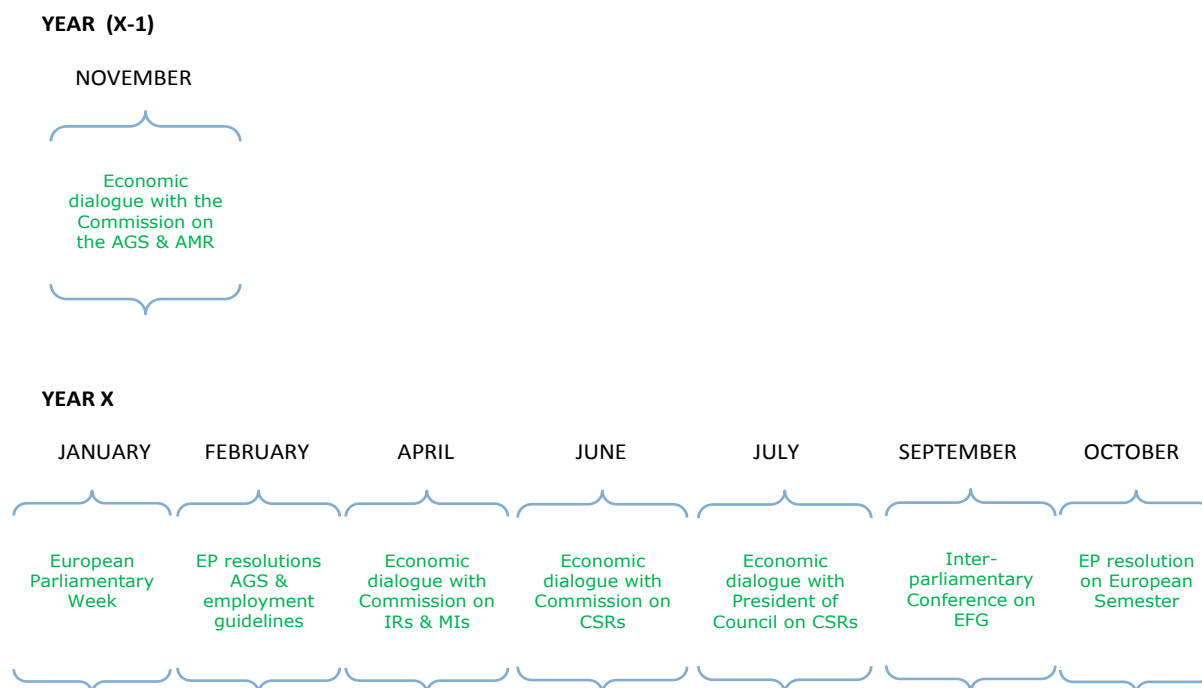 YEAR (X-1)
NOVEMBER
Economic
dialogue with the
Commission on
the AGS & AMR
YEAR X
JANUARY
FEBRUARY
APRIL
JUNE
JULY
SEPTEMBER
OCTOBER
European
Parliamentary
Week
EP resolutions
AGS &
employment
guidelines
Economic
dialogue with
Commission on
IRs & MIs
Economic
dialogue with
Commission on
CSRs
Economic
dialogue with
President of
Council on CSRs
Inter-
parliamentary
Conference on
EFG
EP resolution
on European
Semester